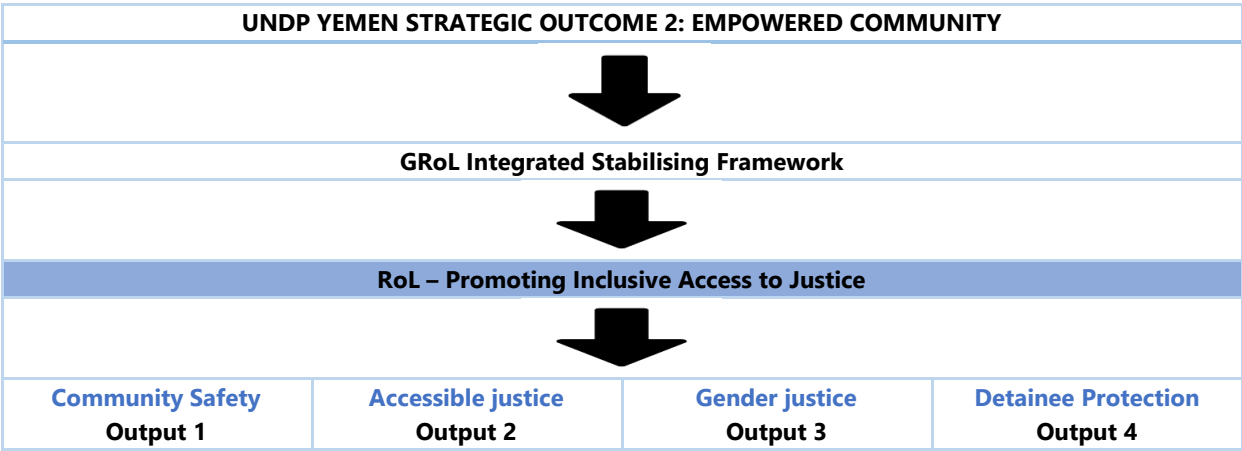 UNDP YEMEN STRATEGIC OUTCOME 2: EMPOWERED COMMUNITY
GRoL Integrated Stabilising Framework
RoL – Promoting Inclusive Access to Justice
Community Safety
Output 1
Accessible justice
Output 2
Gender justice
Output 3
Detainee Protection
Output 4